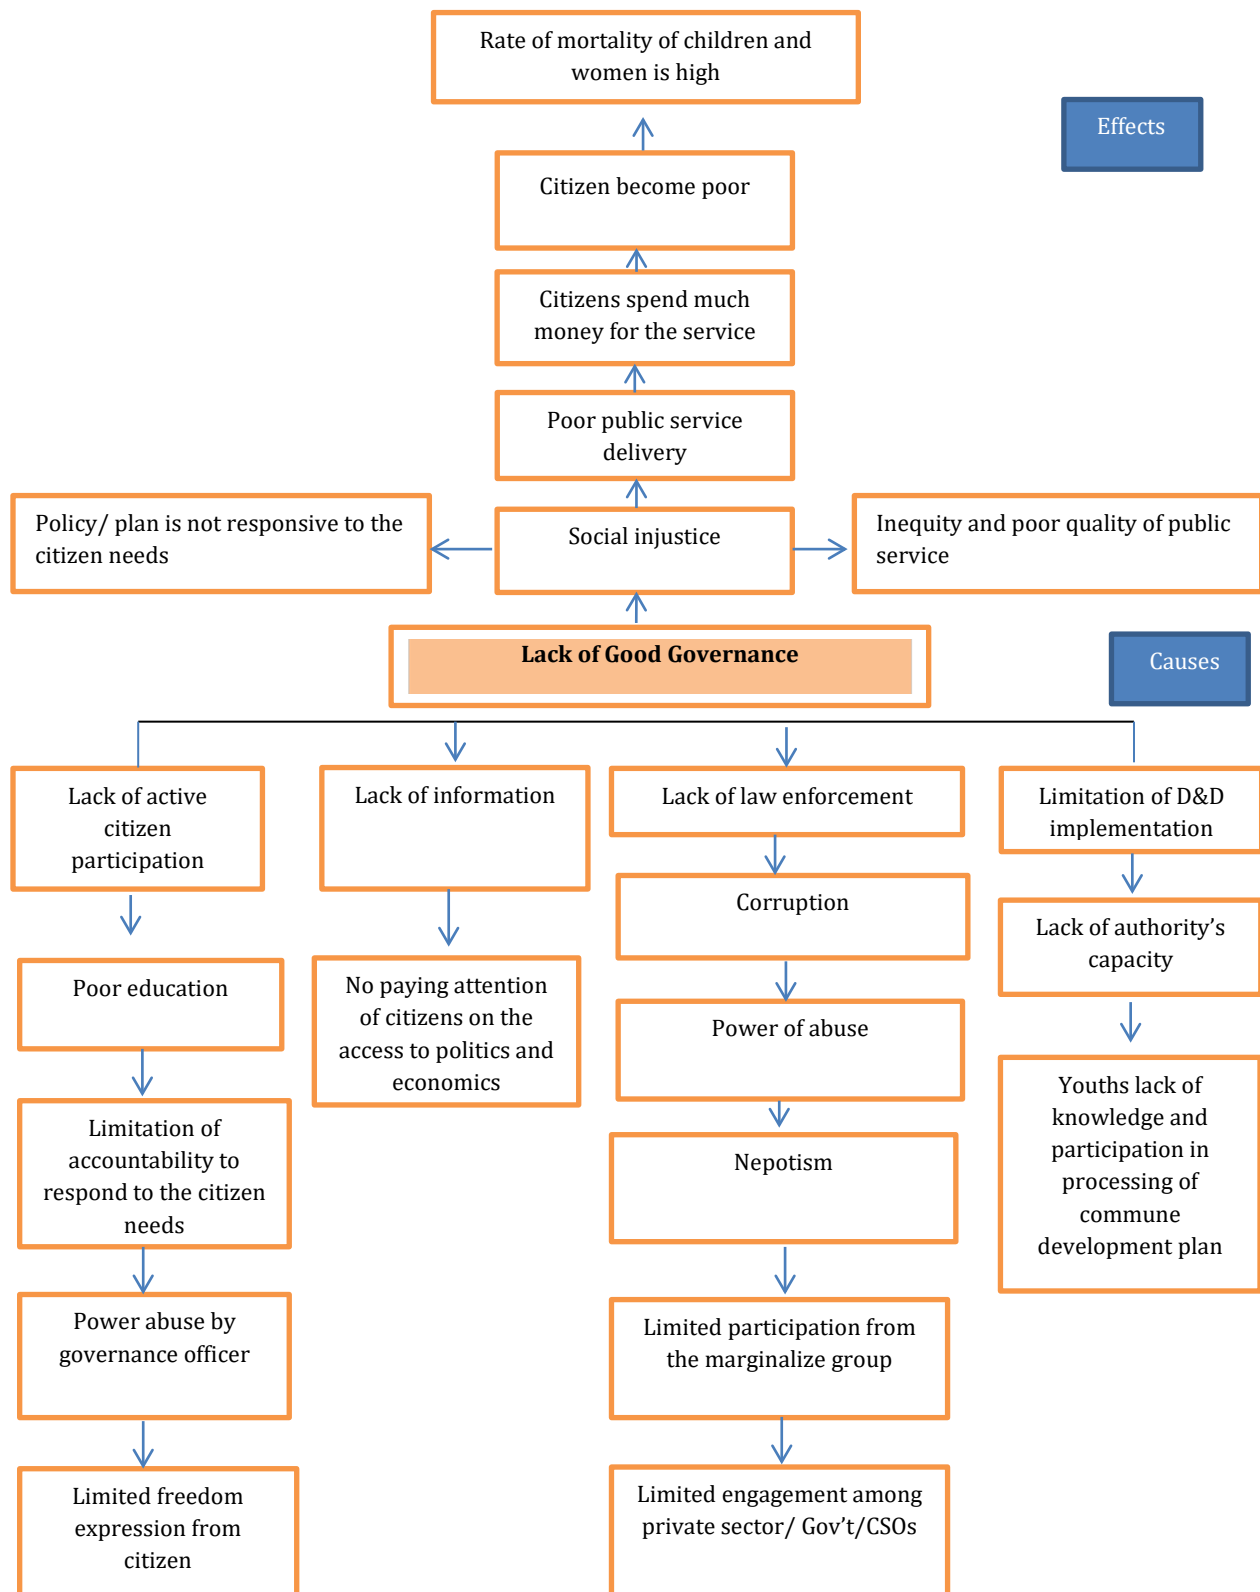 Rate of mortality of children and
women is high
Effects
Citizen become poor
Citizens spend much
money for the service
Poor public service
delivery
Policy/ plan is not responsive to the
citizen needs
Social injustice
Inequity and poor quality of public
service
Lack of Good Governance
Causes
Lack of active
citizen
participation
Lack of information
Lack of law enforcement
Limitation of D&D
implementation
Corruption
Lack of authority’s
capacity
Poor education
No paying attention
of citizens on the
access to politics and
economics
Power of abuse
Youths lack of
knowledge and
participation in
processing of
commune
development plan
Limitation of
accountability to
respond to the citizen
needs
Nepotism
Power abuse by
governance officer
Limited participation from
the marginalize group
Limited freedom
expression from
citizen
Limited engagement among
private sector/ Gov’t/CSOs